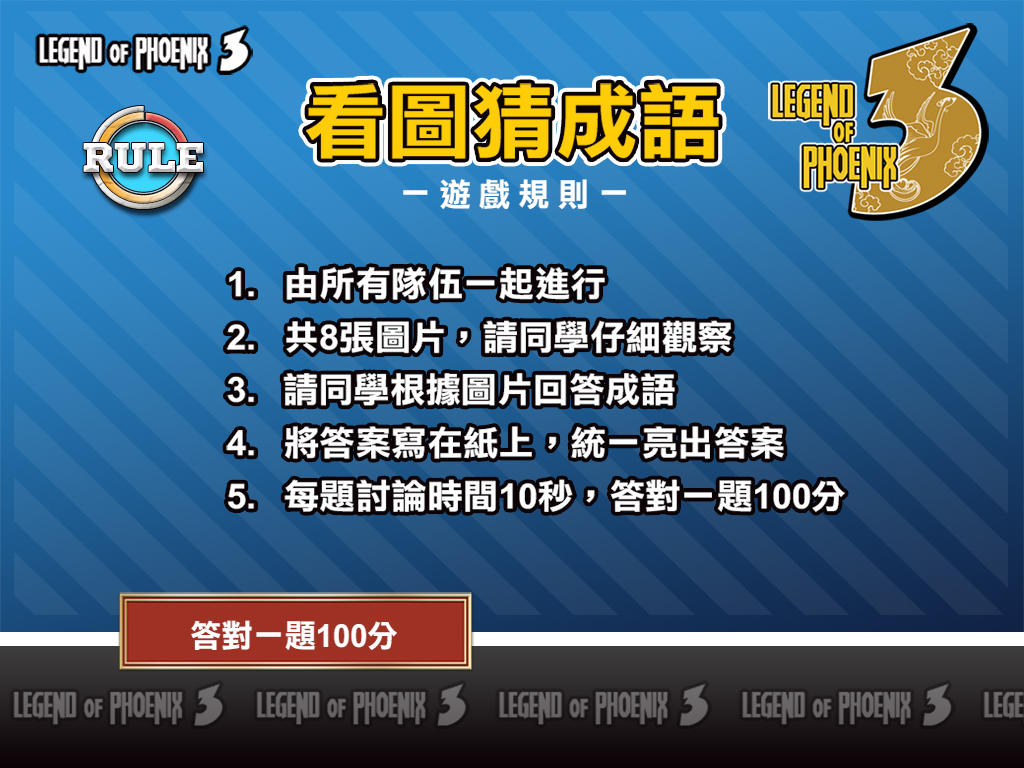 LEGEND OF PHOENIX 3
RULE
看圖猜成語
LEGEND
OF
PHOENIX
3
－遊戲規則－
1. 由所有隊伍一起進行
2. 共8張圖片，請同學仔細觀察
3. 請同學根據圖片回答成語
4. 將答案寫在紙上，統一亮出答案
5. 每題討論時間10秒，答對一題100分
答對一題100分
LEGEND OF PHOENIX 3 LEGEND OF PHOENIX 3 LEGEND OF PHOENIX 3 LEGEND OF PHOENIX 3 LEGE